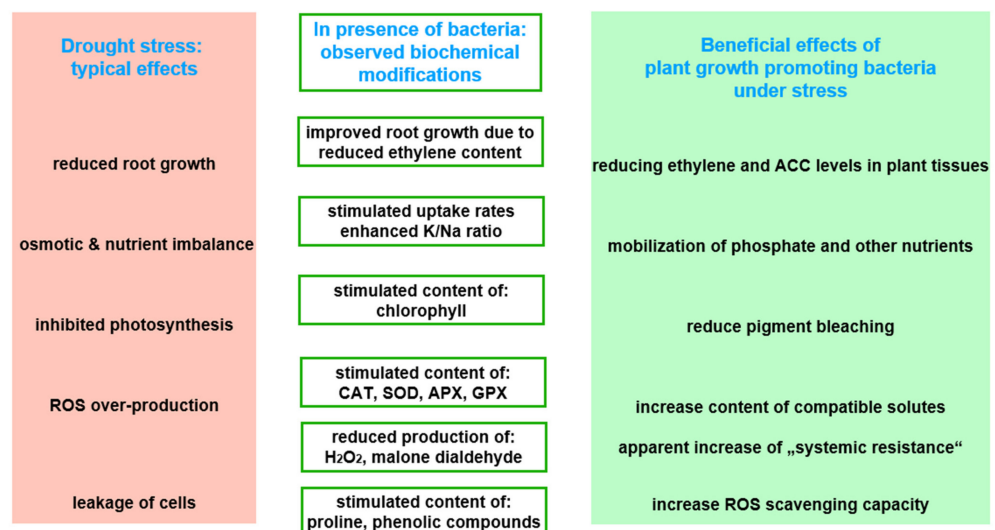 Drought stress:
typical effects
reduced root growth
osmotic & nutrient imbalance
inhibited photosynthesis
ROS over-production
leakage of cells
In presence of bacteria:
observed biochemical
modifications
improved root growth due to
reduced ethylene content
stimulated uptake rates
enhanced K/Na ratio
stimulated content of:
chlorophyll
stimulated content of:
CAT, SOD, APX, GPX
reduced production of:
H₂O₂, malone dialdehyde
stimulated content of:
proline, phenolic compounds
Beneficial effects of
plant growth promoting bacteria
under stress
reducing ethylene and ACC levels in plant tissues
mobilization of phosphate and other nutrients
reduce pigment bleaching
increase content of compatible solutes
apparent increase of „systemic resistance“
increase ROS scavenging capacity